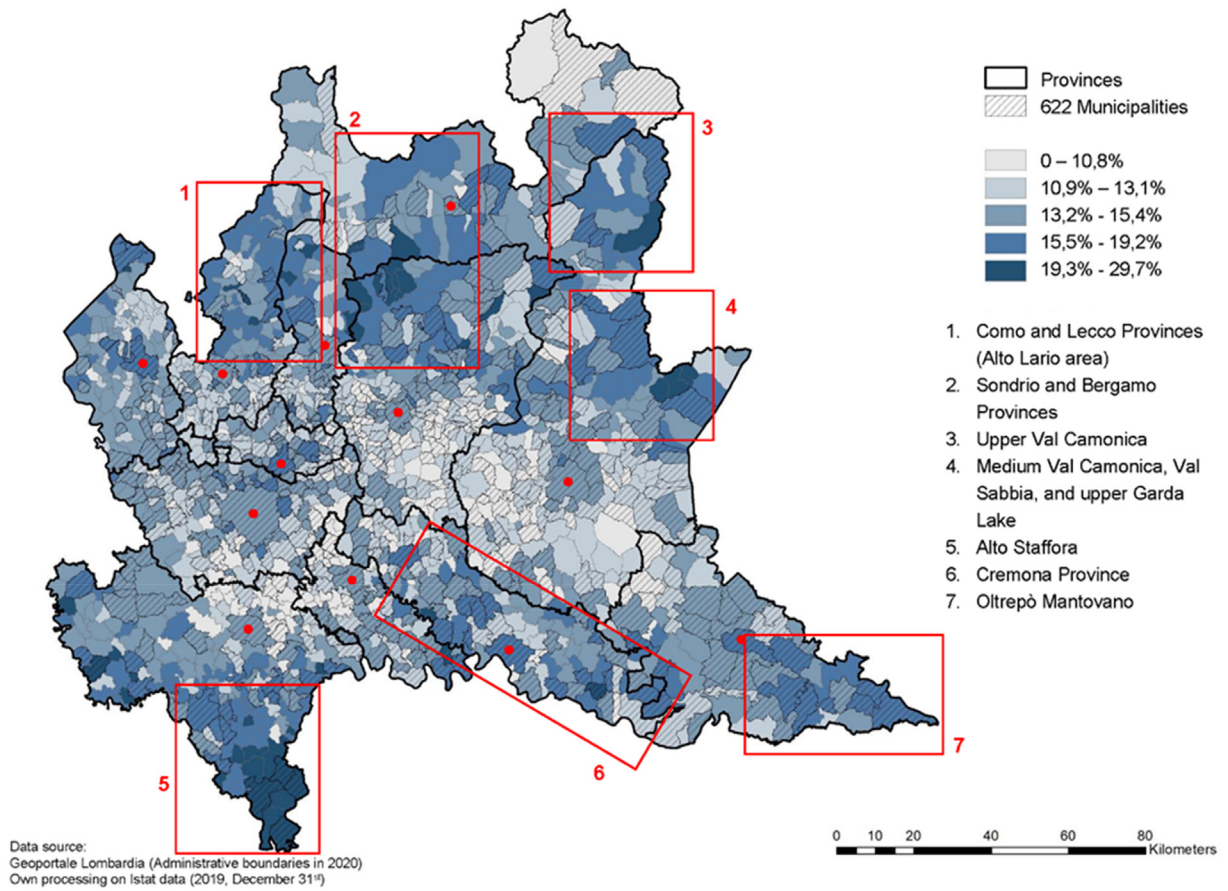 Provinces
622 Municipalities
0 – 10,8%
10,9% – 13,1%
13,2% - 15,4%
15,5% - 19,2%
19,3% - 29,7%
1. Como and Lecco Provinces
(Alto Lario area)
2. Sondrio and Bergamo
Provinces
3. Upper Val Camonica
4. Medium Val Camonica, Val
Sabbia, and upper Garda
Lake
5. Alto Staffora
6. Cremona Province
7. Oltrepò Mantovano
1
2
3
4
5
6
7
Data source:
Geoportale Lombardia (Administrative boundaries in 2020)
Own processing on Istat data (2019, December 31st)
0 10 20 40 60 80
Kilometers